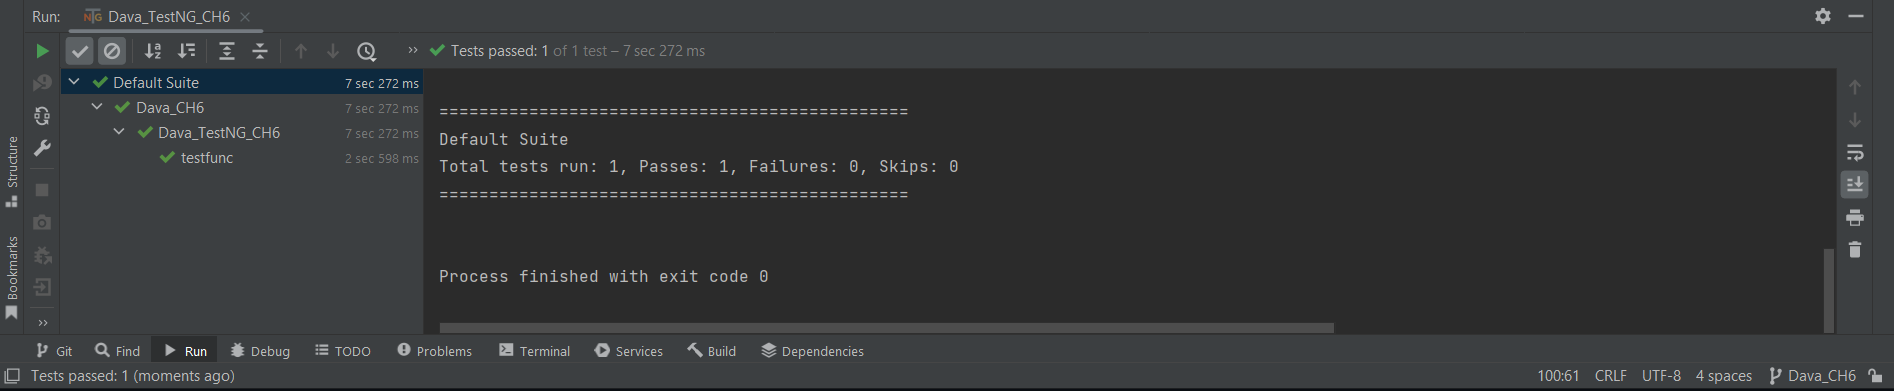 Run: Dava_TestNG_CH6
Tests passed: 1 of 1 test – 7 sec 272 ms
Default Suite 7 sec 272 ms
Dava_CH6 7 sec 272 ms
Dava_TestNG_CH6 7 sec 272 ms
testfunc 2 sec 598 ms
===============================================
Default Suite
Total tests run: 1, Passes: 1, Failures: 0, Skips: 0
===============================================
Process finished with exit code 0
Structure
Bookmarks
Git Find Run Debug TODO Problems Terminal Services Build Dependencies
Tests passed: 1 (moments ago) 100:61 CRLF UTF-8 4 spaces Dava_CH6